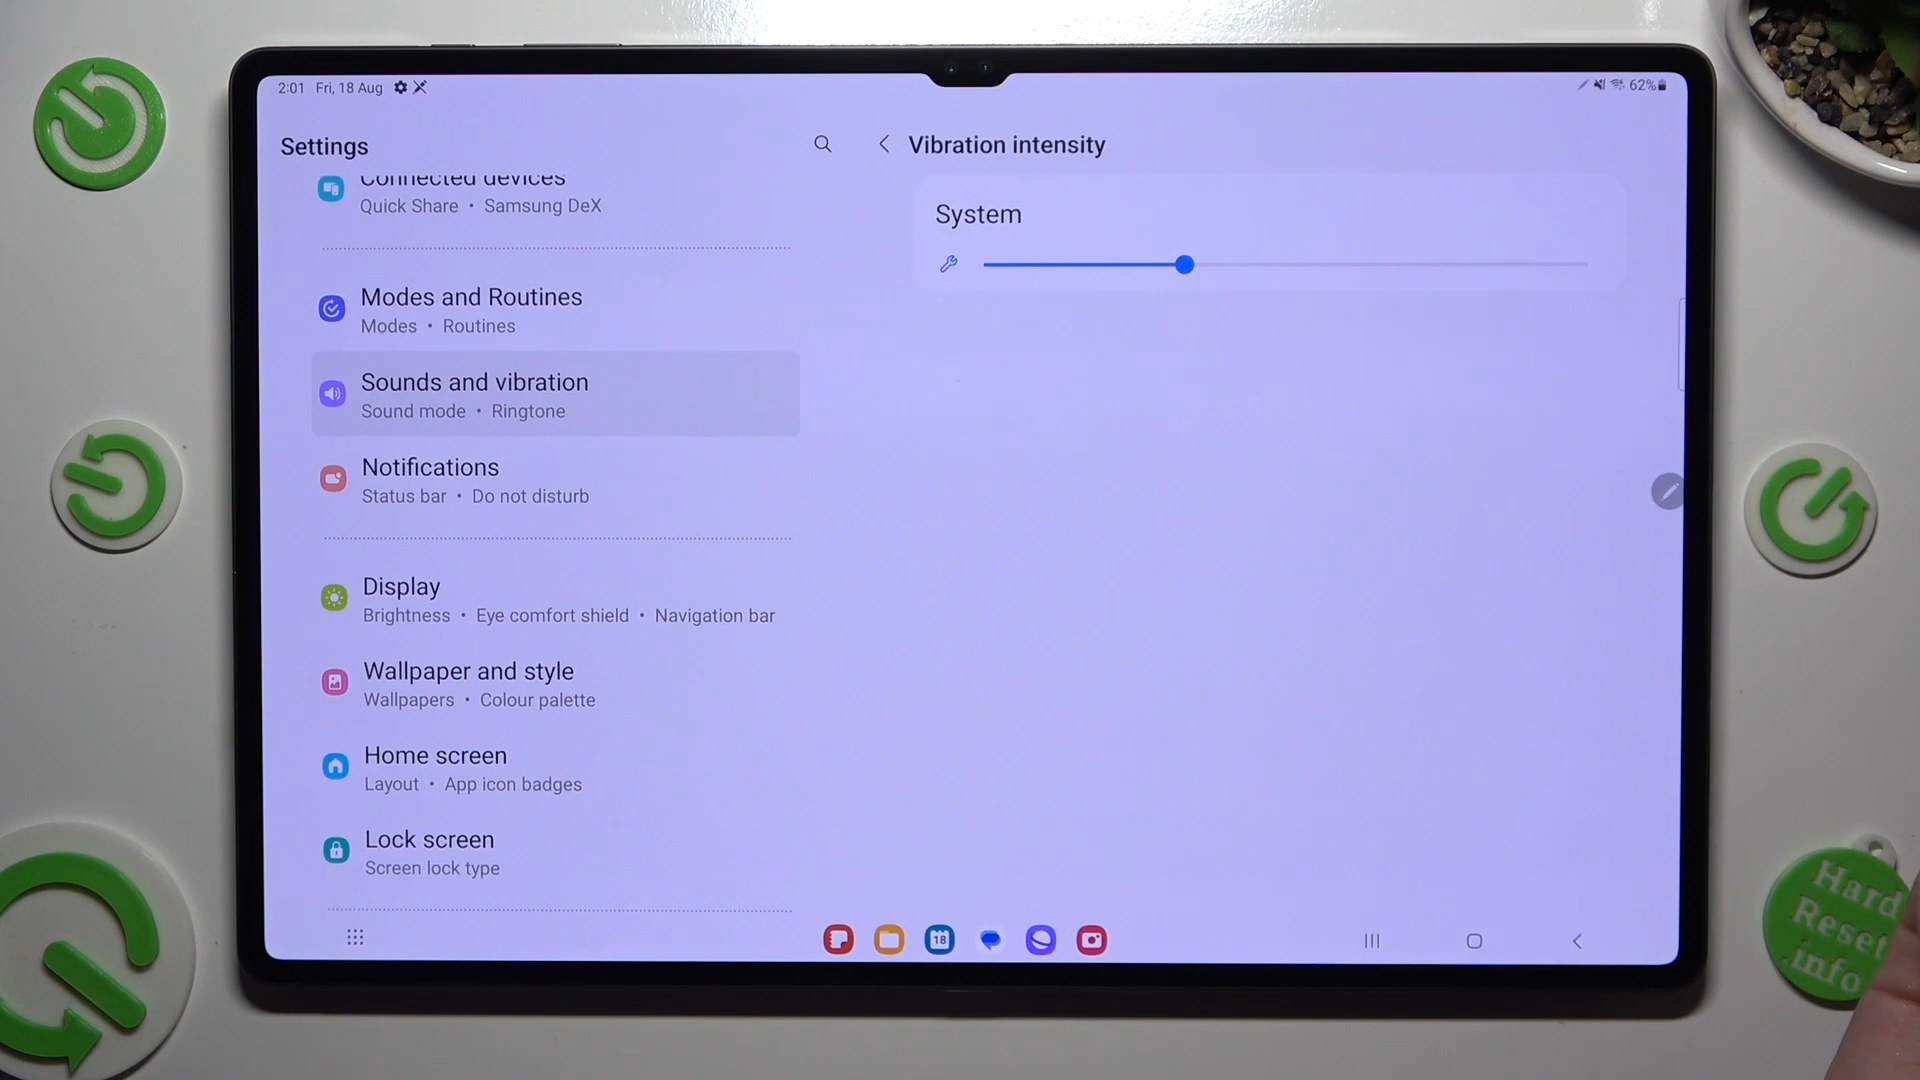 2:01 Fri, 18 Aug
62%
Settings
Connected devices
Quick Share • Samsung DeX
Modes and Routines
Modes • Routines
Sounds and vibration
Sound mode • Ringtone
Notifications
Status bar • Do not disturb
Display
Brightness • Eye comfort shield • Navigation bar
Wallpaper and style
Wallpapers • Colour palette
Home screen
Layout • App icon badges
Lock screen
Screen lock type
Vibration intensity
System
18
Hard
Reset
.info